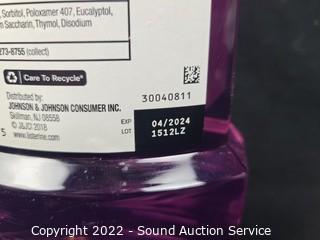 , Sorbitol, Poloxamer 407, Eucalyptol,
Saccharin, Thymol, Disodium
273-8755 (collect)
Care To Recycle®
Distributed by:
JOHNSON & JOHNSON CONSUMER INC.
Skillman, NJ 08558
© J&JCI 2018
www.listerine.com
30040811
EXP 04/2024
LOT 1512LZ
Copyright 2022 - Sound Auction Service